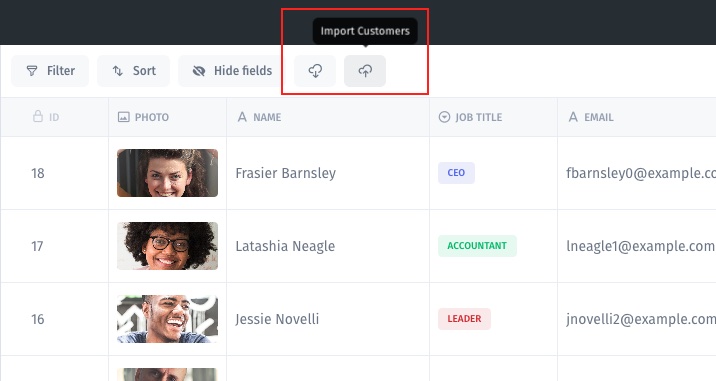 Import Customers
Filter Sort Hide fields
ID PHOTO NAME JOB TITLE EMAIL
18 Frasier Barnsley CEO fbarnsley0@example.co
17 Latashia Neagle ACCOUNTANT lneagle1@example.com
16 Jessie Novelli LEADER jnovelli2@example.com